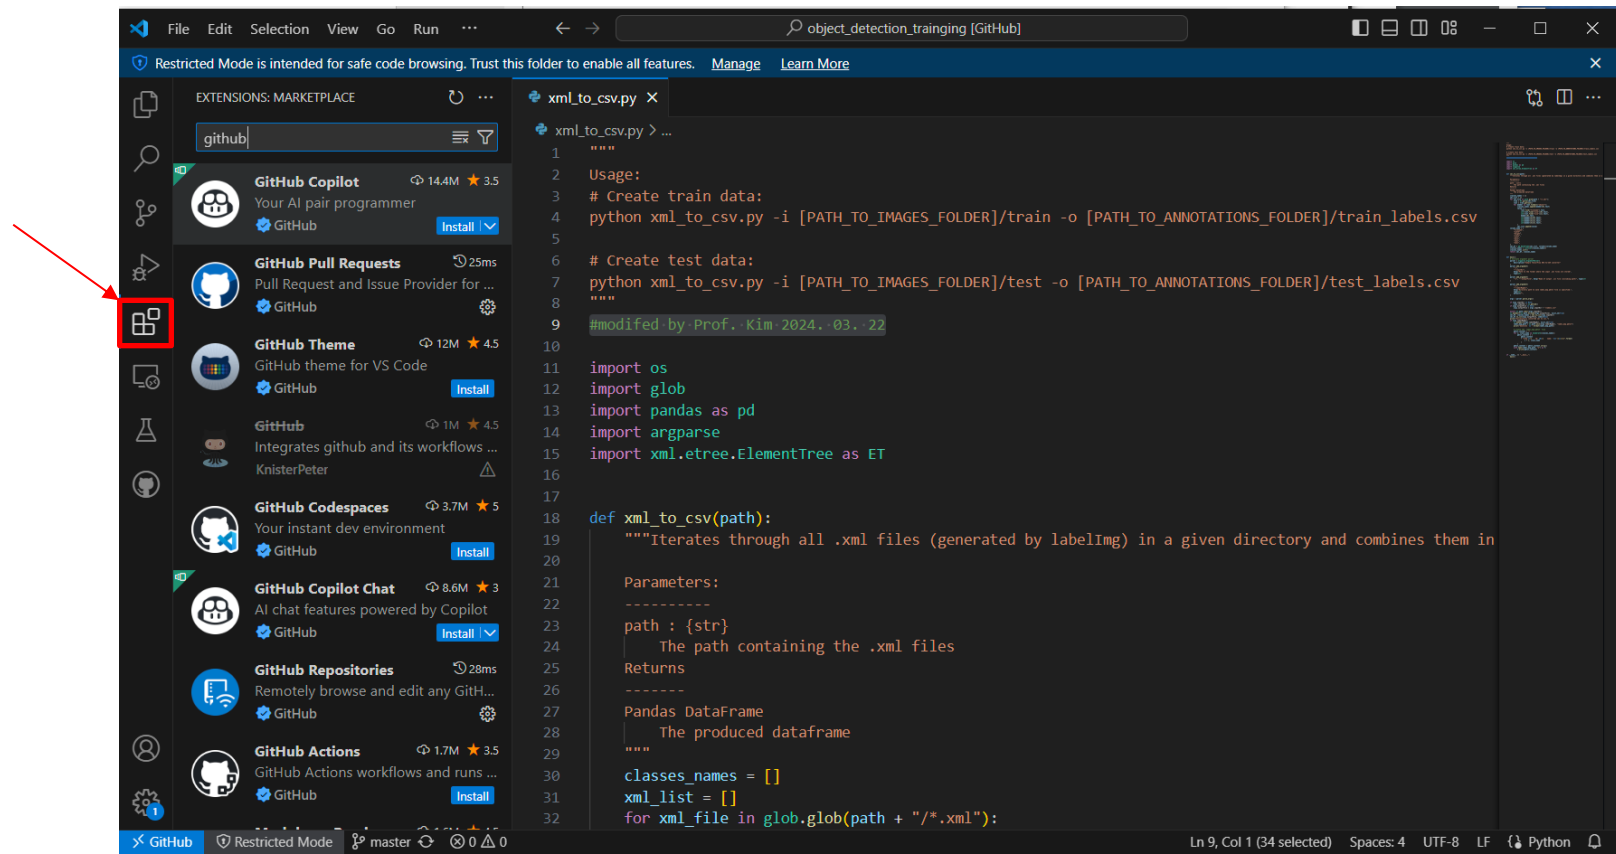 File Edit Selection View Go Run ···
object_detection_trainging [GitHub]
Restricted Mode is intended for safe code browsing. Trust this folder to enable all features. Manage Learn More
EXTENSIONS: MARKETPLACE
github
GitHub Copilot 14.4M 3.5
Your AI pair programmer
GitHub Install
GitHub Pull Requests 25ms
Pull Request and Issue Provider for ...
GitHub
GitHub Theme 12M 4.5
GitHub theme for VS Code
GitHub Install
GitHub 1M 4.5
Integrates github and its workflows ...
KnisterPeter
GitHub Codespaces 3.7M 5
Your instant dev environment
GitHub Install
GitHub Copilot Chat 8.6M 3
AI chat features powered by Copilot
GitHub Install
GitHub Repositories 28ms
Remotely browse and edit any GitH...
GitHub
GitHub Actions 1.7M 3.5
GitHub Actions workflows and runs ...
GitHub Install
1
xml_to_csv.py
xml_to_csv.py > ...
1 """
2 Usage:
3 # Create train data:
4 python xml_to_csv.py -i [PATH_TO_IMAGES_FOLDER]/train -o [PATH_TO_ANNOTATIONS_FOLDER]/train_labels.csv
5
6 # Create test data:
7 python xml_to_csv.py -i [PATH_TO_IMAGES_FOLDER]/test -o [PATH_TO_ANNOTATIONS_FOLDER]/test_labels.csv
8 """
9 #modifed by Prof. Kim 2024. 03. 22
10
11 import os
12 import glob
13 import pandas as pd
14 import argparse
15 import xml.etree.ElementTree as ET
16
17
18 def xml_to_csv(path):
19 """Iterates through all .xml files (generated by labelImg) in a given directory and combines them in
20
21 Parameters:
22 ----------
23 path : {str}
24 The path containing the .xml files
25 Returns
26 -------
27 Pandas DataFrame
28 The produced dataframe
29 """
30 classes_names = []
31 xml_list = []
32 for xml_file in glob.glob(path + "/*.xml"):
GitHub Restricted Mode master 0 0
Ln 9, Col 1 (34 selected) Spaces: 4 UTF-8 LF Python